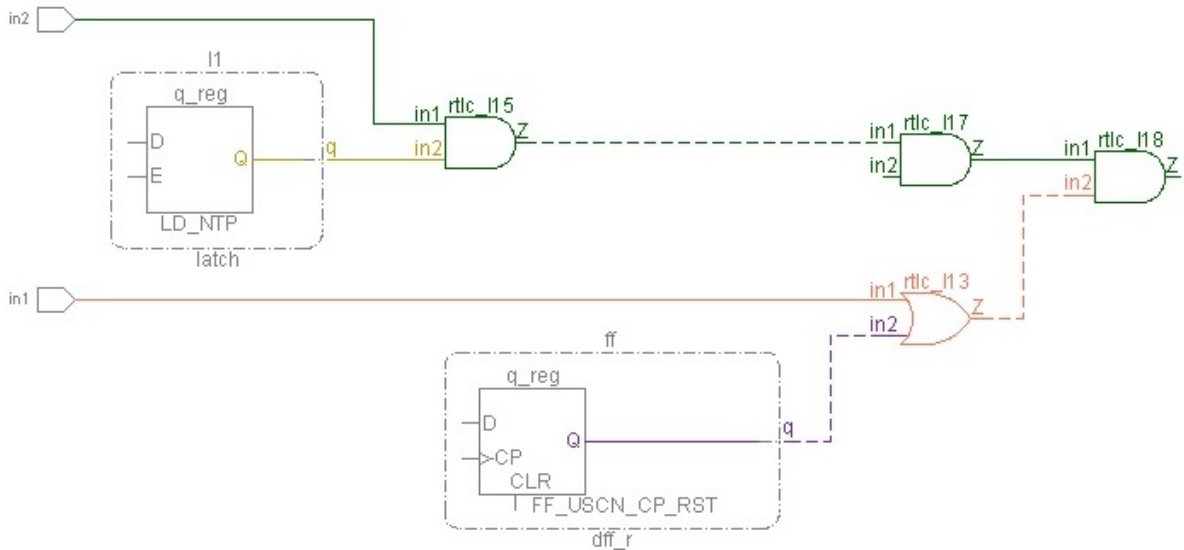 in2
l1
q_reg
D
E
Q
q
LD_NTP
latch
in1
in2
rtlc_I15
Z
in1
in2
rtlc_I17
Z
in1
in2
rtlc_I18
Z
in1
in1
in2
rtlc_I13
Z
ff
q_reg
D
CP
CLR
Q
q
FF_USCN_CP_RST
dff_r